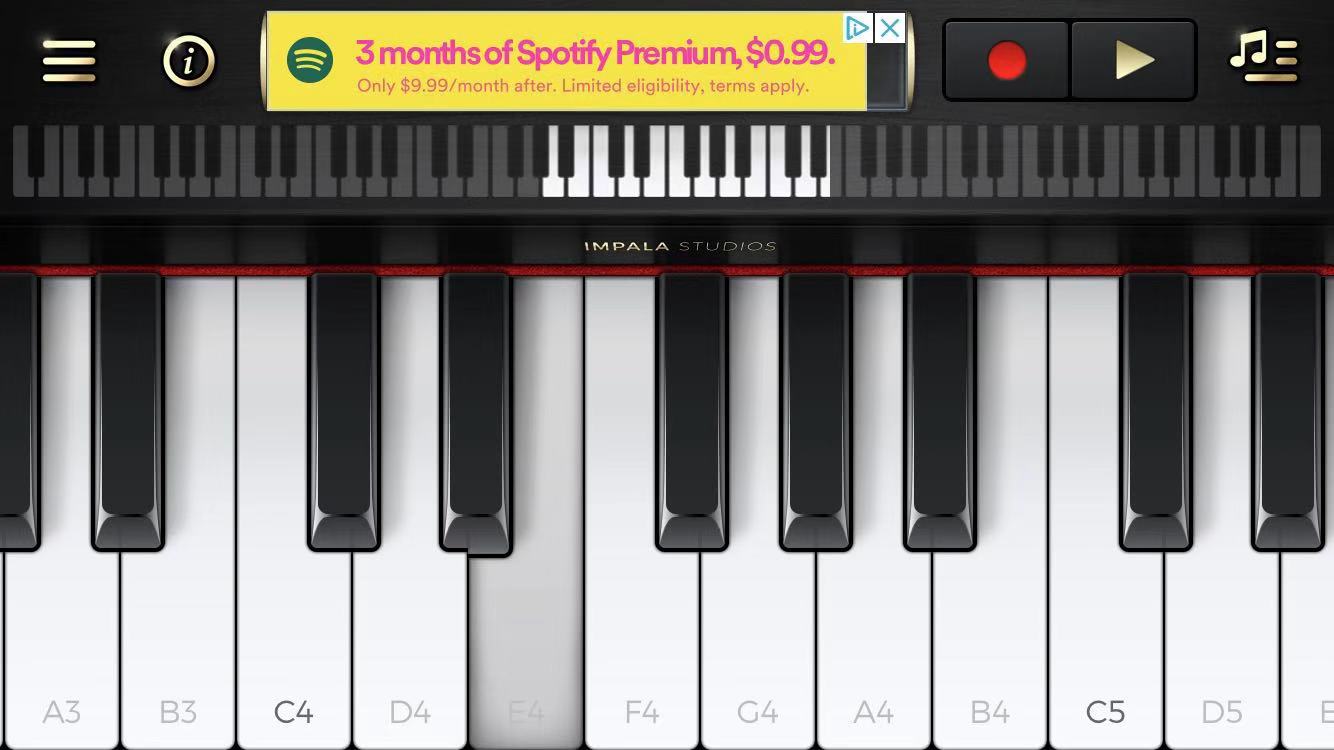 3 months of Spotify Premium, $0.99.
Only $9.99/month after. Limited eligibility, terms apply.
IMPALA STUDIOS
A3 B3 C4 D4 E4 F4 G4 A4 B4 C5 D5 E